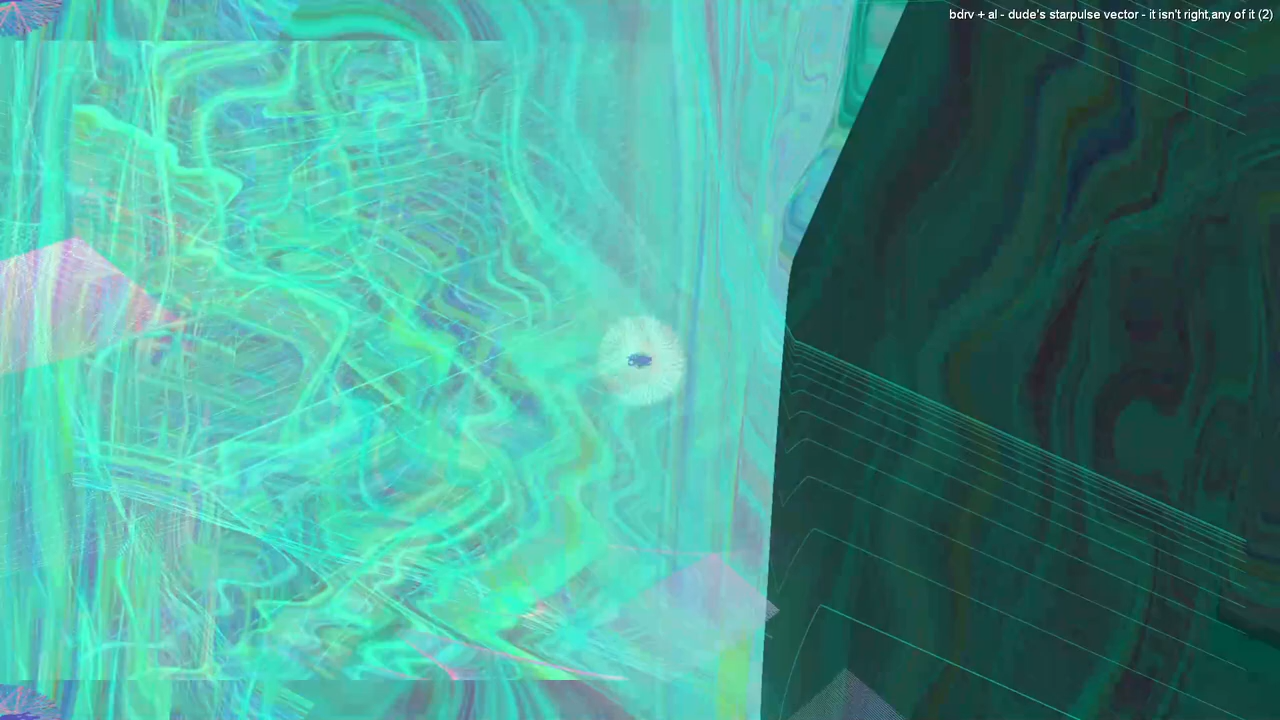 bdrv + al - dude's starpulse vector - it isn't right,any of it (2)